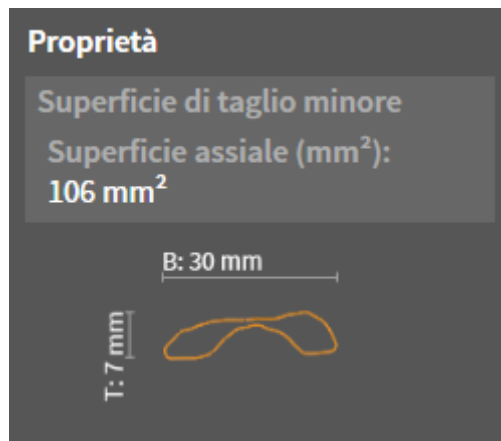 Proprietà
Superficie di taglio minore
Superficie assiale (mm²):
106 mm²
B: 30 mm
T: 7 mm